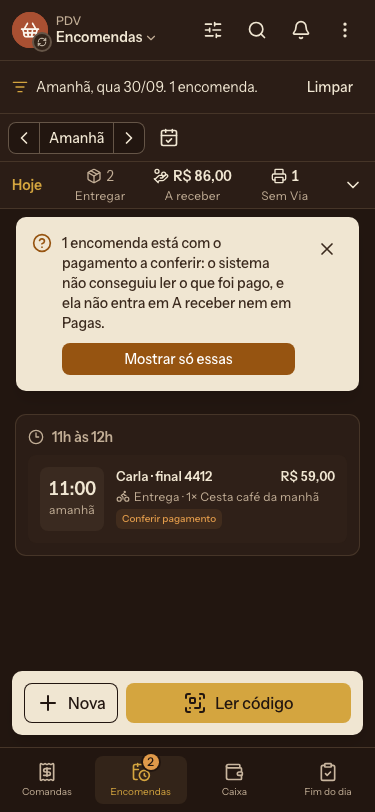 PDV
Encomendas
Amanhã, qua 30/09. 1 encomenda.
Limpar
Amanhã
Hoje
2
Entregar
R$ 86,00
A receber
1
Sem Via
1 encomenda está com o
pagamento a conferir: o sistema
não conseguiu ler o que foi pago, e
ela não entra em A receber nem em
Pagas.
Mostrar só essas
11h às 12h
11:00
amanhã
Carla · final 4412
R$ 59,00
Entrega · 1× Cesta café da manhã
Conferir pagamento
Nova
Ler código
2
Comandas
Encomendas
Caixa
Fim do dia